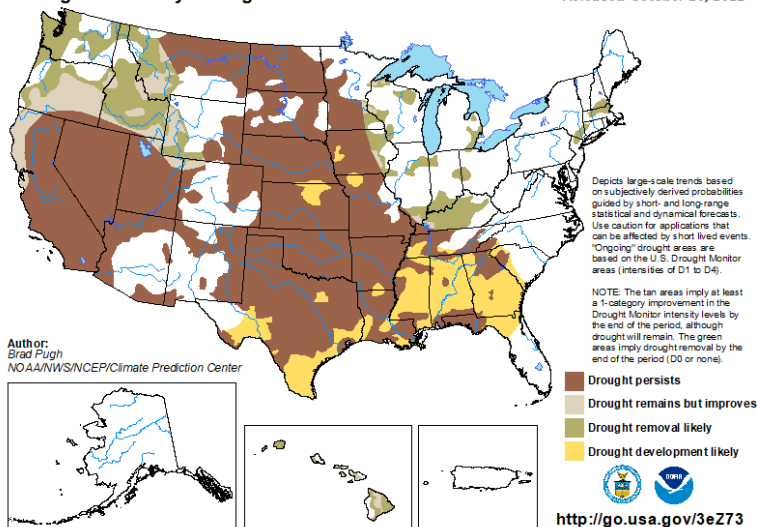 Depicts large-scale trends based
on subjectively derived probabilities
guided by short- and long-range
statistical and dynamical forecasts.
Use caution for applications that
can be affected by short lived events.
"Ongoing" drought areas are
based on the U.S. Drought Monitor
areas (intensities of D1 to D4).
NOTE: The tan areas imply at least
a 1-category improvement in the
Drought Monitor intensity levels by
the end of the period, although
drought will remain. The green
areas imply drought removal by the
end of the period (D0 or none).
Author:
Brad Pugh
NOAA/NWS/NCEP/Climate Prediction Center
Drought persists
Drought remains but improves
Drought removal likely
Drought development likely
NOAA
http://go.usa.gov/3eZ73